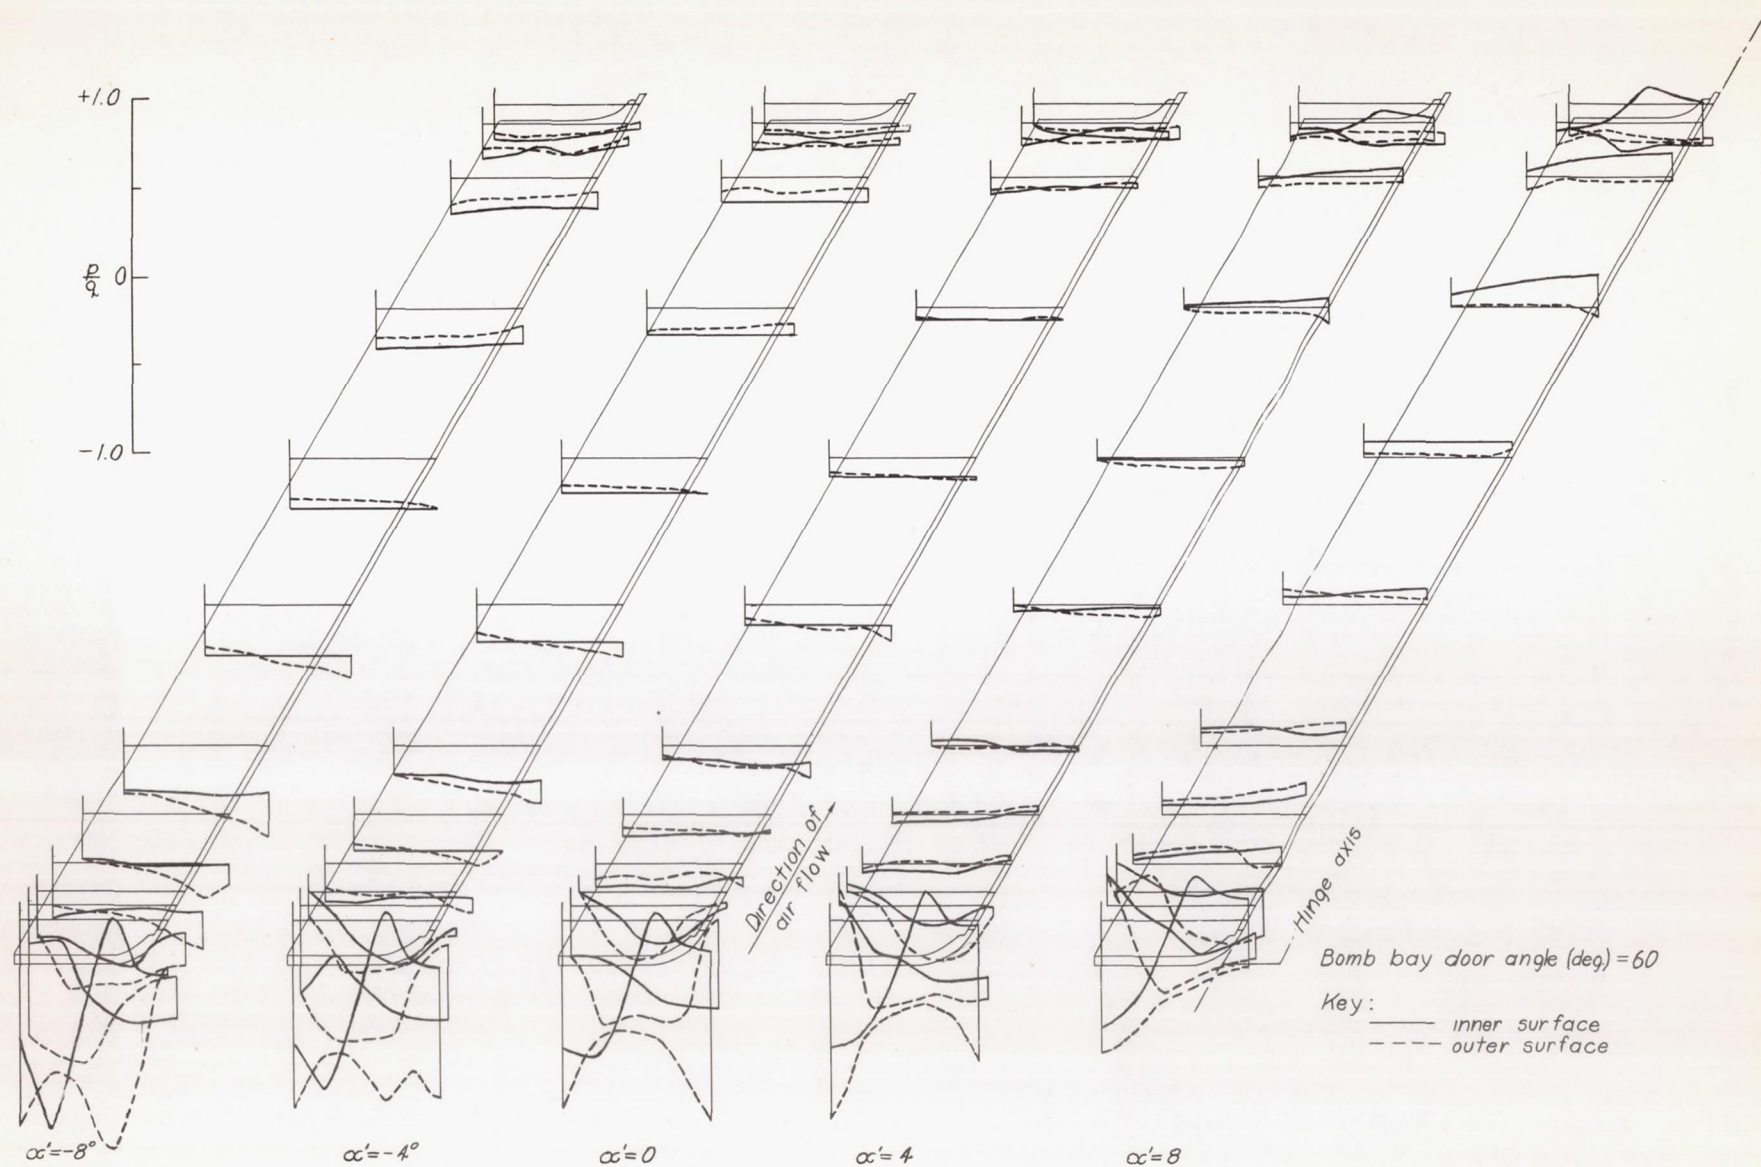 +1.0
p/q 0
-1.0
Direction of
air flow
Hinge axis
Bomb bay door angle (deg.) = 60
Key:
inner surface
outer surface
α'=-8°
α'=-4°
α'=0
α'=4
α'=8